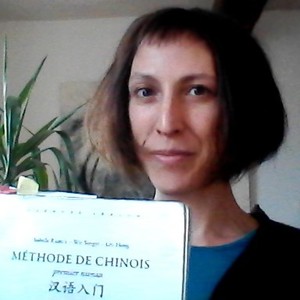 Isabelle Rabut - Wu Yongyi - Liu Hong
MÉTHODE DE CHINOIS
premier niveau
汉语入门